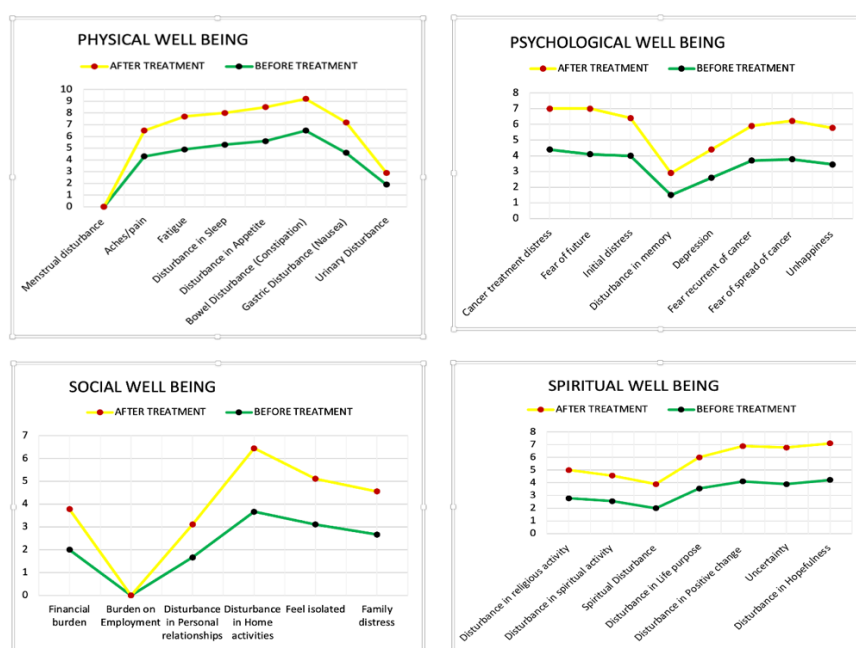 PHYSICAL WELL BEING
AFTER TREATMENT BEFORE TREATMENT
10
9
8
7
6
5
4
3
2
1
0
Menstrual disturbance
Aches/pain
Fatigue
Disturbance in Sleep
Disturbance in Appetite
Bowel Disturbance (Constipation)
Gastric Disturbance (Nausea)
Urinary Disturbance
PSYCHOLOGICAL WELL BEING
AFTER TREATMENT BEFORE TREATMENT
8
7
6
5
4
3
2
1
0
Cancer treatment distress
Fear of future
Initial distress
Disturbance in memory
Depression
Fear recurrent of cancer
Fear of spread of cancer
Unhappiness
SOCIAL WELL BEING
AFTER TREATMENT BEFORE TREATMENT
7
6
5
4
3
2
1
0
Financial burden
Burden on Employment
Disturbance in Personal relationships
Disturbance in Home activities
Feel isolated
Family distress
SPIRITUAL WELL BEING
AFTER TREATMENT BEFORE TREATMENT
8
7
6
5
4
3
2
1
0
Disturbance in religious activity
Disturbance in spiritual activity
Spiritual Disturbance
Disturbance in Life purpose
Disturbance in Positive change
Uncertainty
Disturbance in Hopefulness